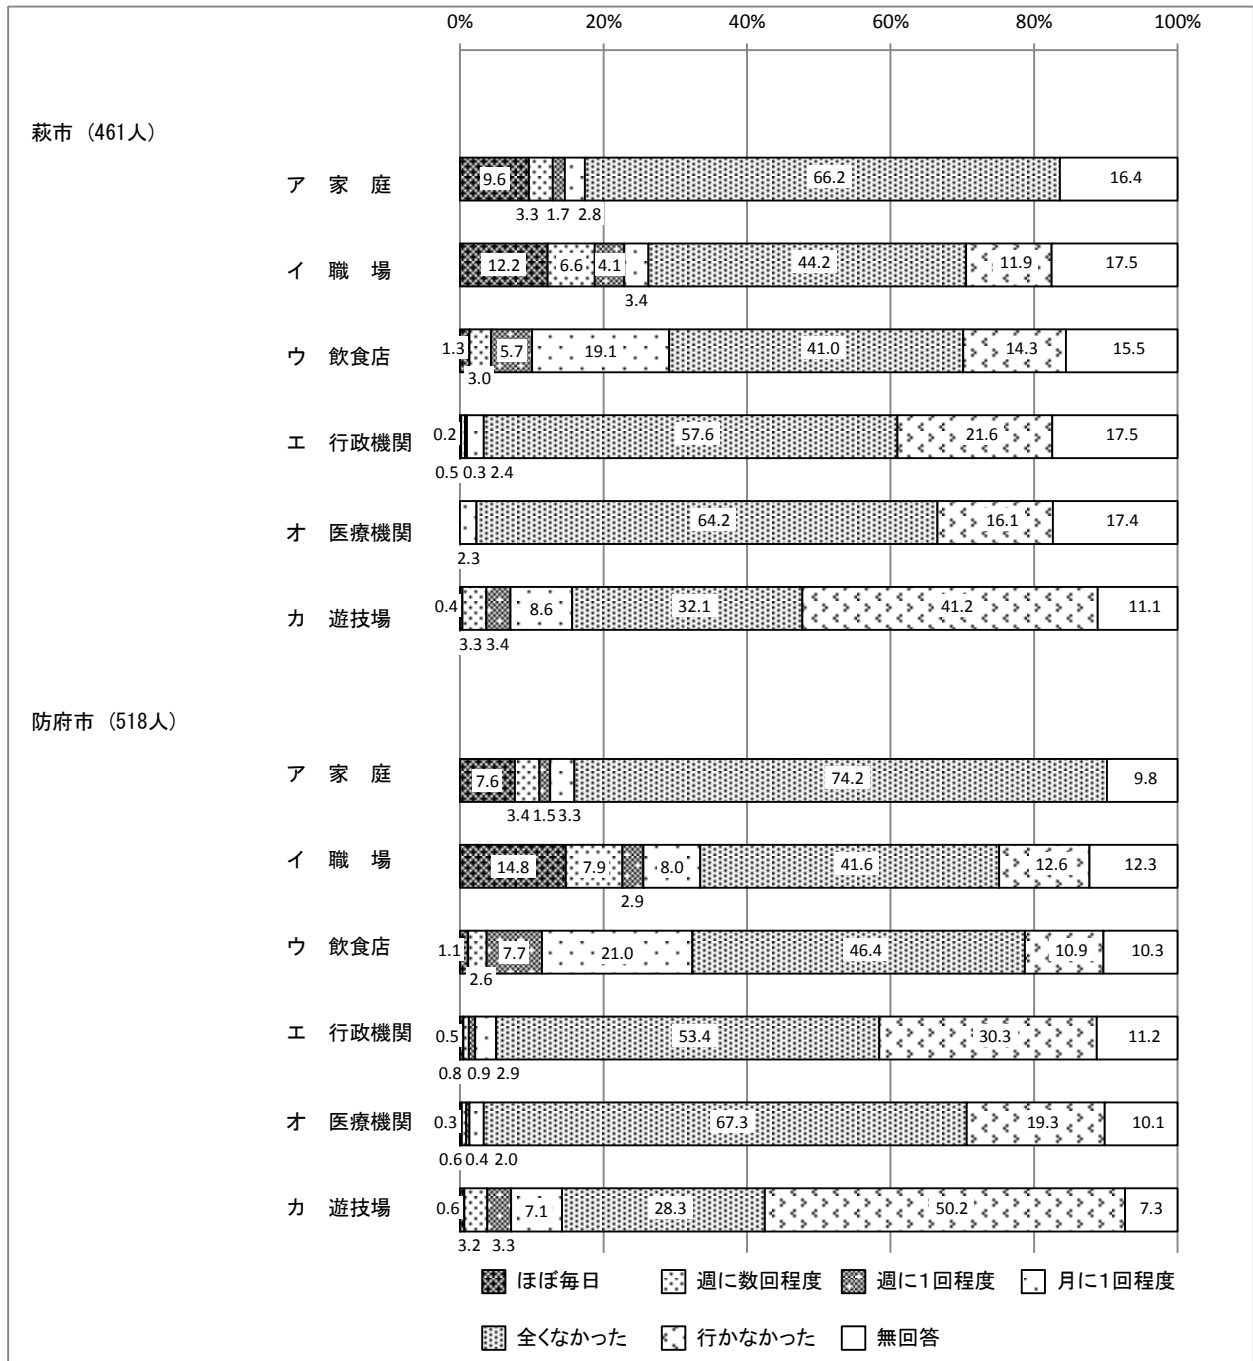 0% 20% 40% 60% 80% 100%
萩市（461人）
ア 家 庭 9.6 66.2 16.4
3.3 1.7 2.8
イ 職 場 12.2 6.6 4.1 44.2 11.9 17.5
3.4
ウ 飲食店 1.3 5.7 19.1 41.0 14.3 15.5
3.0
エ 行政機関 0.2 57.6 21.6 17.5
0.5 0.3 2.4
オ 医療機関 64.2 16.1 17.4
2.3
カ 遊技場 0.4 8.6 32.1 41.2 11.1
3.3 3.4
防府市（518人）
ア 家 庭 7.6 74.2 9.8
3.4 1.5 3.3
イ 職 場 14.8 7.9 8.0 41.6 12.6 12.3
2.9
ウ 飲食店 1.1 7.7 21.0 46.4 10.9 10.3
2.6
エ 行政機関 0.5 53.4 30.3 11.2
0.8 0.9 2.9
オ 医療機関 0.3 67.3 19.3 10.1
0.6 0.4 2.0
カ 遊技場 0.6 7.1 28.3 50.2 7.3
3.2 3.3
ほぼ毎日 週に数回程度 週に１回程度 月に１回程度
全くなかった 行かなかった 無回答